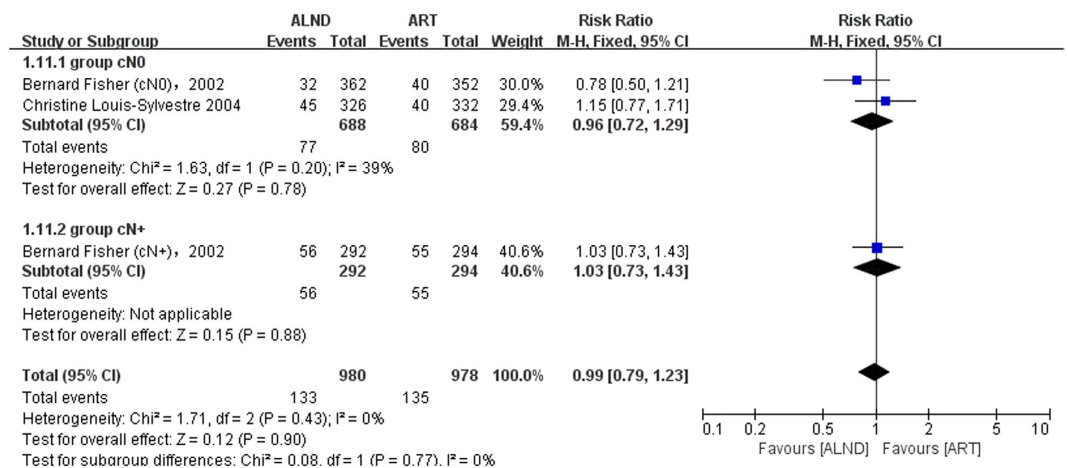 ALND ART Risk Ratio Risk Ratio
Study or Subgroup Events Total Events Total Weight M-H, Fixed, 95% CI M-H, Fixed, 95% CI
1.11.1 group cN0
Bernard Fisher (cN0), 2002 32 362 40 352 30.0% 0.78 [0.50, 1.21]
Christine Louis-Sylvestre 2004 45 326 40 332 29.4% 1.15 [0.77, 1.71]
Subtotal (95% CI) 688 684 59.4% 0.96 [0.72, 1.29]
Total events 77 80
Heterogeneity: Chi² = 1.63, df = 1 (P = 0.20); I² = 39%
Test for overall effect: Z = 0.27 (P = 0.78)
1.11.2 group cN+
Bernard Fisher (cN+), 2002 56 292 55 294 40.6% 1.03 [0.73, 1.43]
Subtotal (95% CI) 292 294 40.6% 1.03 [0.73, 1.43]
Total events 56 55
Heterogeneity: Not applicable
Test for overall effect: Z = 0.15 (P = 0.88)
Total (95% CI) 980 978 100.0% 0.99 [0.79, 1.23]
Total events 133 135
Heterogeneity: Chi² = 1.71, df = 2 (P = 0.43); I² = 0%
Test for overall effect: Z = 0.12 (P = 0.90)
Test for subgroup differences: Chi² = 0.08, df = 1 (P = 0.77), I² = 0%
0.1 0.2 0.5 1 2 5 10
Favours [ALND] Favours [ART]